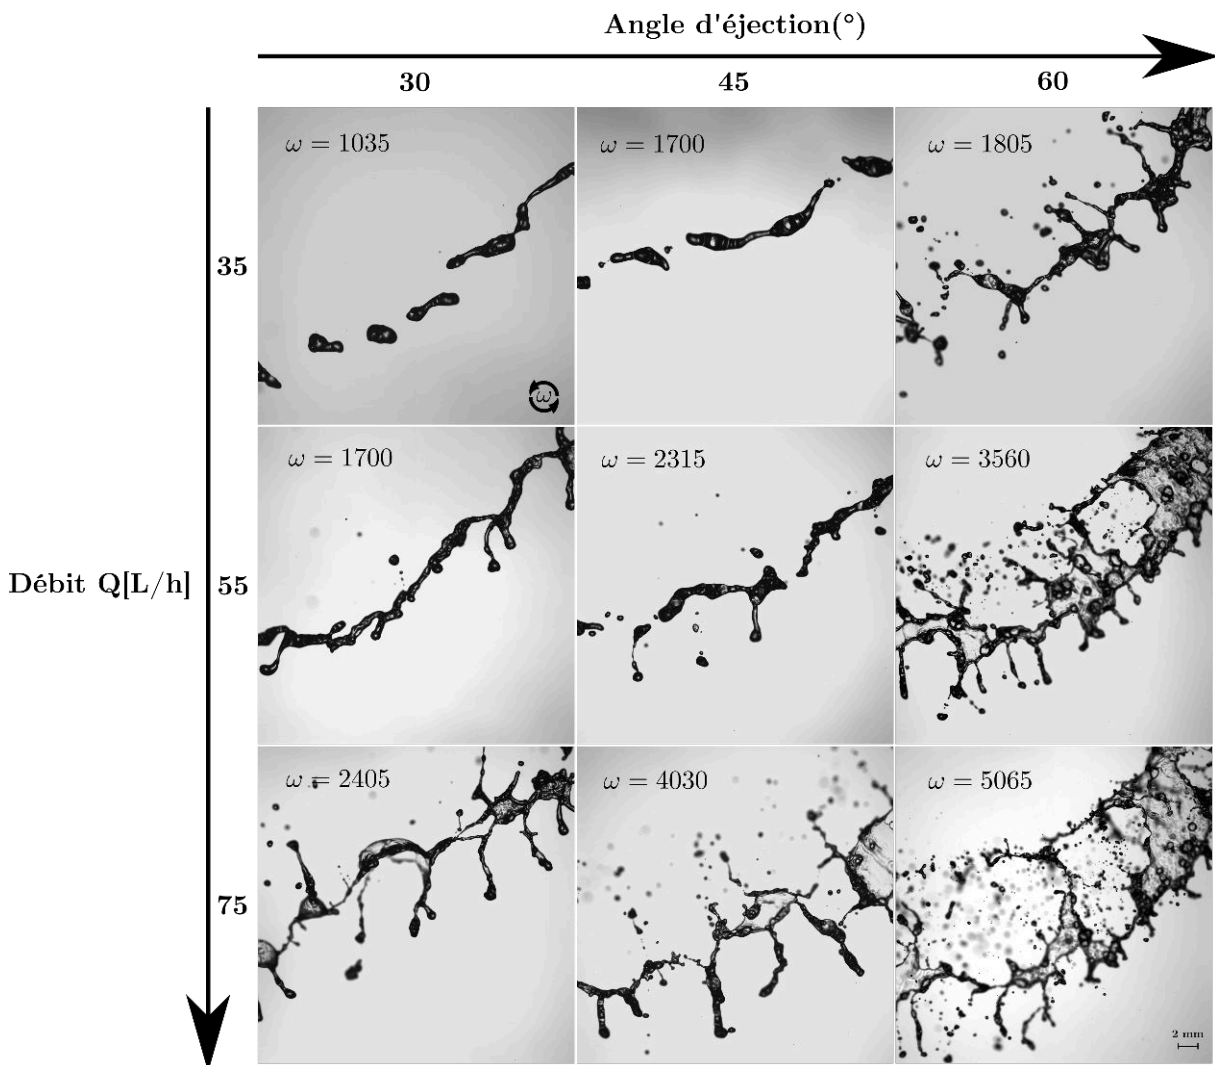 Angle d'éjection(°)
30 45 60
ω = 1035
ω = 1700
ω = 1805
35
ω
ω = 1700
ω = 2315
ω = 3560
Débit Q[L/h]
55
ω = 2405
ω = 4030
ω = 5065
75
2 mm